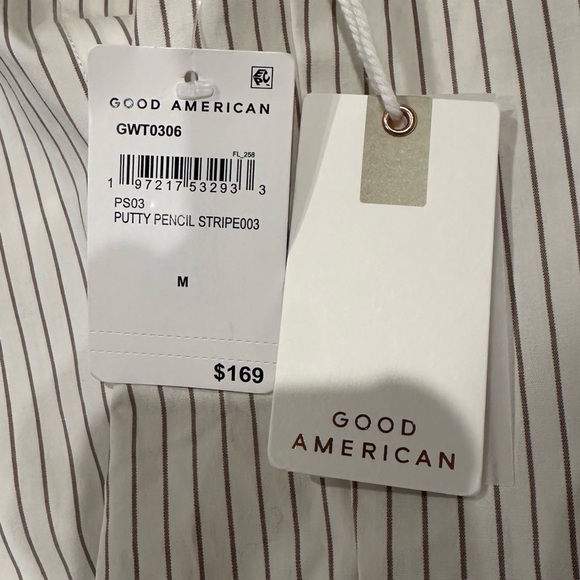 GOOD AMERICAN
GWT0306
FL_258
1 97217 53293 3
PS03
PUTTY PENCIL STRIPE003
M
$169
GOOD
AMERICAN